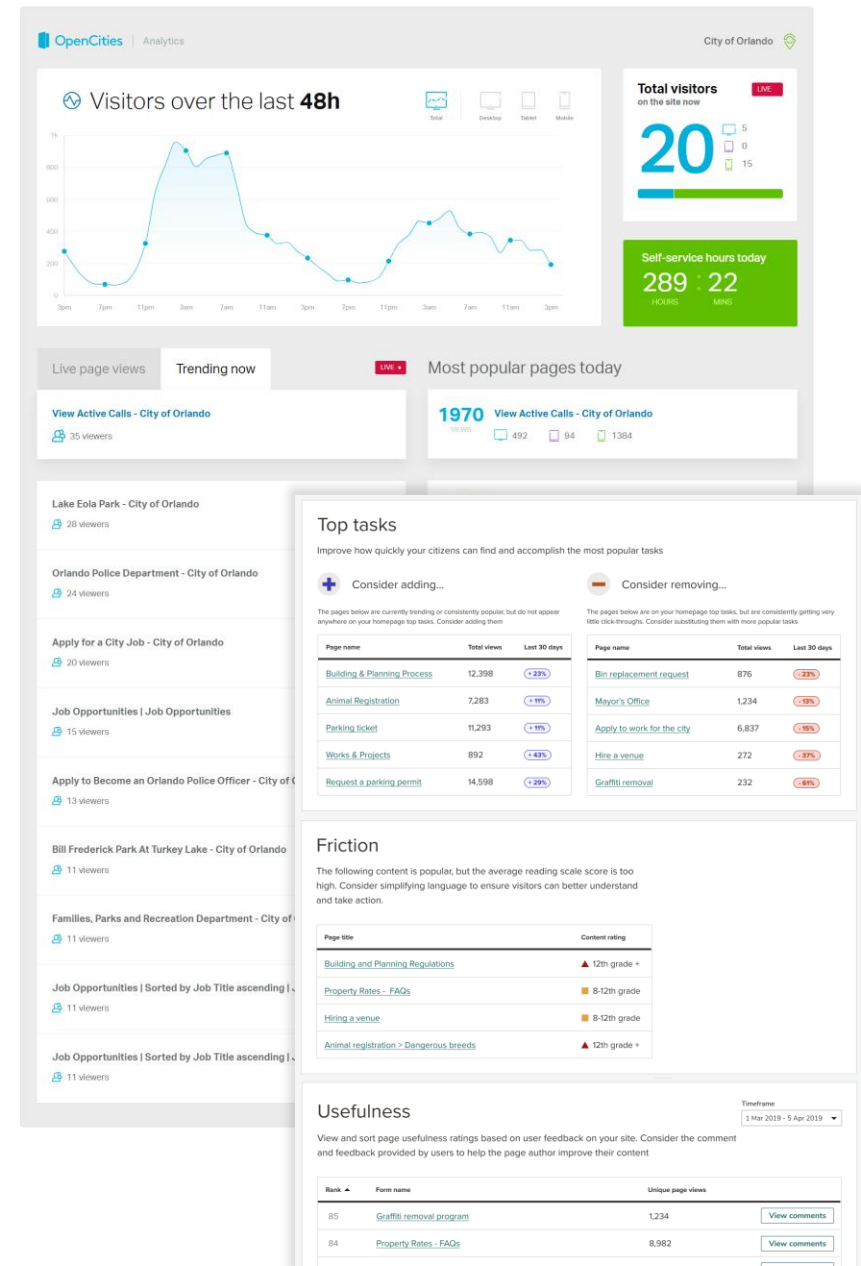 OpenCities | Analytics
City of Orlando
Visitors over the last 48h
Total Desktop Tablet Mobile
1k
800
600
400
200
0
3pm 7pm 11pm 3am 7am 11am 3pm 7pm 11pm 3am 7am 11am 3pm
Total visitors LIVE
on the site now
20
5
0
15
Self-service hours today
289 : 22
HOURS MINS
Live page views Trending now LIVE
View Active Calls - City of Orlando
35 viewers
Most popular pages today
1970 View Active Calls - City of Orlando
VIEWS 492 94 1384
Lake Eola Park - City of Orlando
28 viewers
Orlando Police Department - City of Orlando
24 viewers
Apply for a City Job - City of Orlando
20 viewers
Job Opportunities | Job Opportunities
15 viewers
Apply to Become an Orlando Police Officer - City of
13 viewers
Bill Frederick Park At Turkey Lake - City of Orlando
11 viewers
Families, Parks and Recreation Department - City of
11 viewers
Job Opportunities | Sorted by Job Title ascending |
11 viewers
Job Opportunities | Sorted by Job Title ascending |
11 viewers
Top tasks
Improve how quickly your citizens can find and accomplish the most popular tasks
Consider adding...
The pages below are currently trending or consistently popular, but do not appear
anywhere on your homepage top tasks. Consider adding them
Page name Total views Last 30 days
Building & Planning Process 12,398 + 23%
Animal Registration 7,283 + 11%
Parking ticket 11,293 + 11%
Works & Projects 892 + 43%
Request a parking permit 14,598 + 29%
Consider removing...
The pages below are on your homepage top tasks, but are consistently getting very
little click-throughs. Consider substituting them with more popular tasks
Page name Total views Last 30 days
Bin replacement request 876 - 23%
Mayor's Office 1,234 - 13%
Apply to work for the city 6,837 - 15%
Hire a venue 272 - 37%
Graffiti removal 232 - 61%
Friction
The following content is popular, but the average reading scale score is too
high. Consider simplifying language to ensure visitors can better understand
and take action.
Page title Content rating
Building and Planning Regulations 12th grade +
Property Rates - FAQs 8-12th grade
Hiring a venue 8-12th grade
Animal registration > Dangerous breeds 12th grade +
Usefulness
Timeframe
1 Mar 2019 - 5 Apr 2019
View and sort page usefulness ratings based on user feedback on your site. Consider the comment
and feedback provided by users to help the page author improve their content
Rank Form name Unique page views
85 Graffiti removal program 1,234 View comments
84 Property Rates - FAQs 8,982 View comments